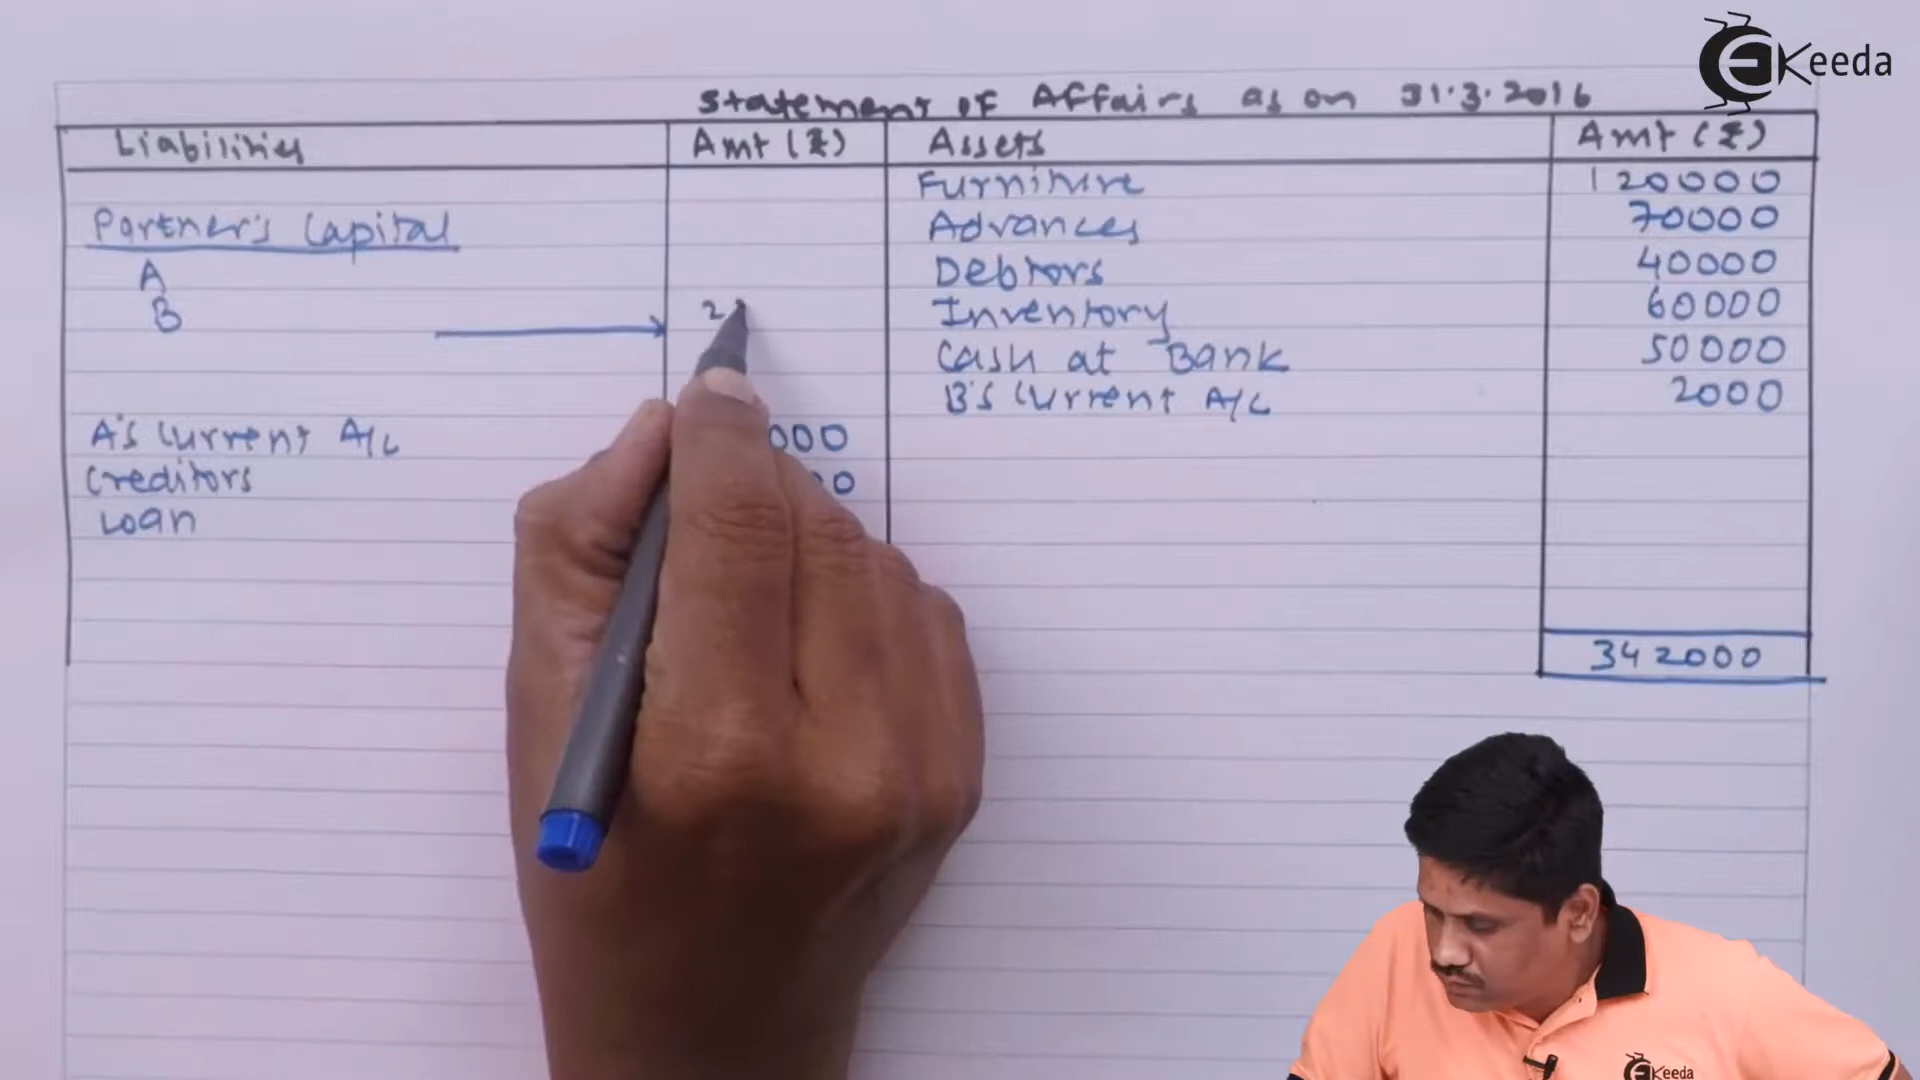 Keeda
Statement of Affairs as on 31.3.2016
Liabilities Amt (₹) Assets Amt (₹)
Furniture 120000
Partner's Capital Advances 70000
A Debtors 40000
B Inventory 60000
Cash at Bank 50000
B's Current A/c 2000
A's Current A/c 000
Creditors
Loan
342000
Keeda